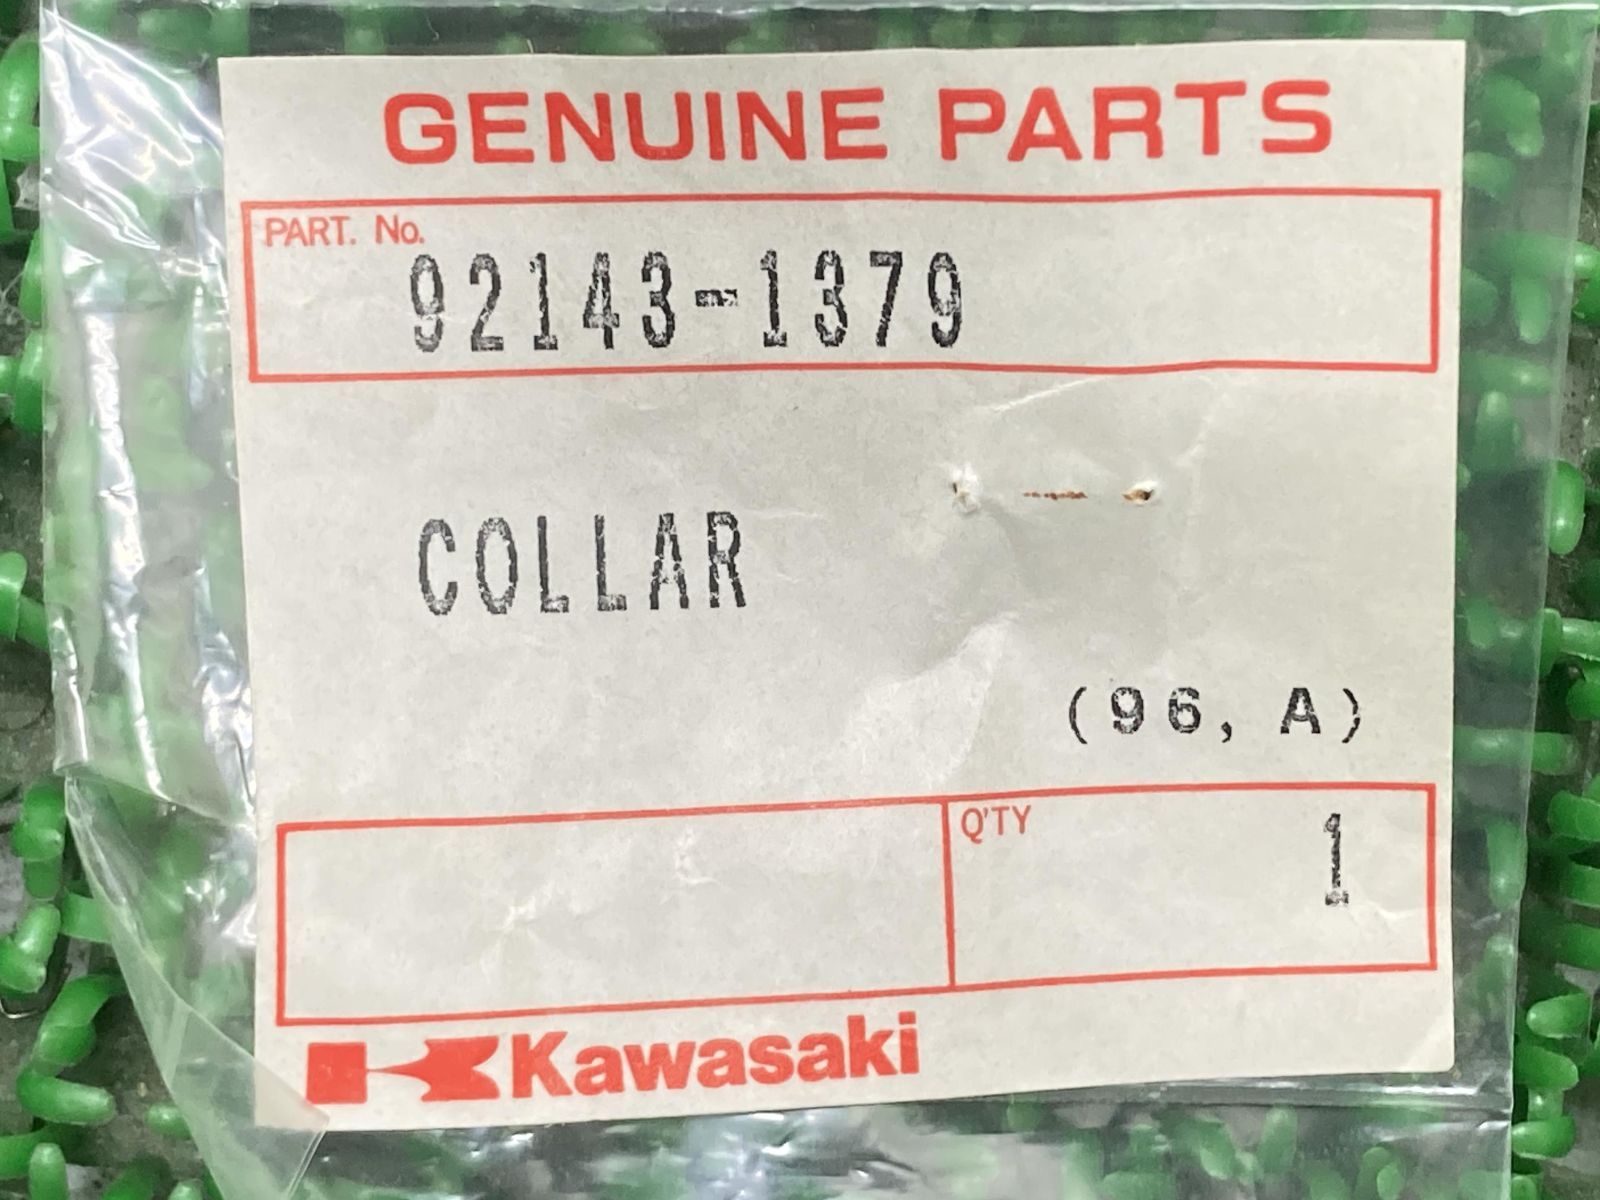 GENUINE PARTS
PART. No.
92143-1379
COLLAR
(96, A)
Q'TY
1
Kawasaki